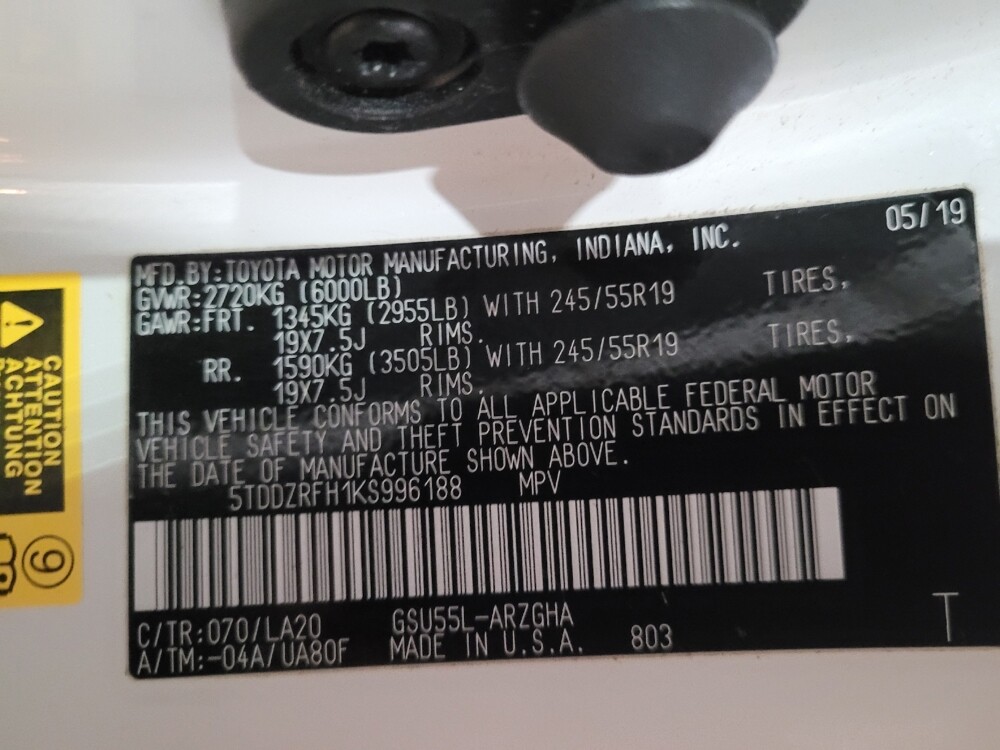 05/19
MFD.BY:TOYOTA MOTOR MANUFACTURING, INDIANA, INC.
GVWR:2720KG (6000LB)
GAWR:FRT. 1345KG (2955LB) WITH 245/55R19 TIRES,
19X7.5J RIMS.
RR. 1590KG (3505LB) WITH 245/55R19 TIRES,
19X7.5J RIMS.
THIS VEHICLE CONFORMS TO ALL APPLICABLE FEDERAL MOTOR
VEHICLE SAFETY AND THEFT PREVENTION STANDARDS IN EFFECT ON
THE DATE OF MANUFACTURE SHOWN ABOVE.
5TDDZRFH1KS996188 MPV
C/TR:070/LA20 GSU55L-ARZGHA
A/TM:-04A/UA80F MADE IN U.S.A. 803 T
CAUTION
ATTENTION
ACHTUNG
9